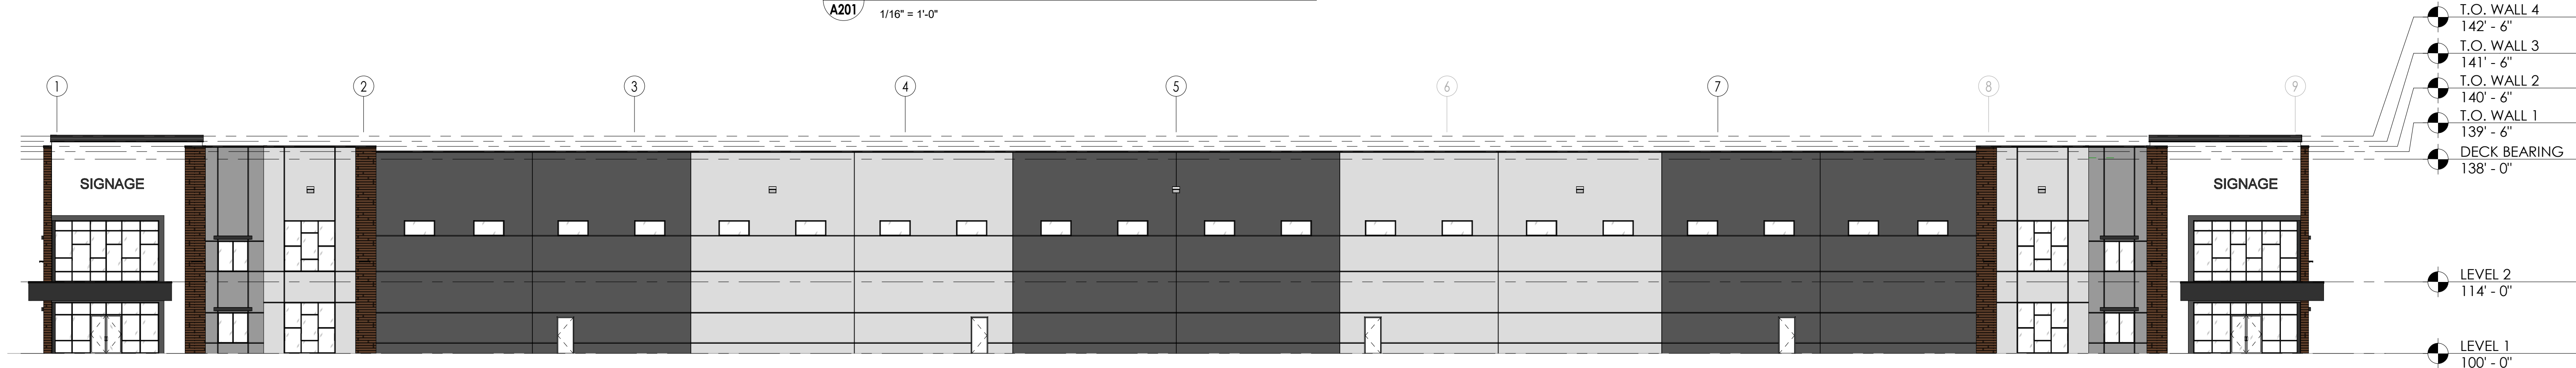 A201
1/16" = 1'-0"
T.O. WALL 4
142' - 6"
T.O. WALL 3
141' - 6"
T.O. WALL 2
140' - 6"
T.O. WALL 1
139' - 6"
DECK BEARING
138' - 0"
1 2 3 4 5 6 7 8 9
SIGNAGE SIGNAGE
LEVEL 2
114' - 0"
LEVEL 1
100' - 0"